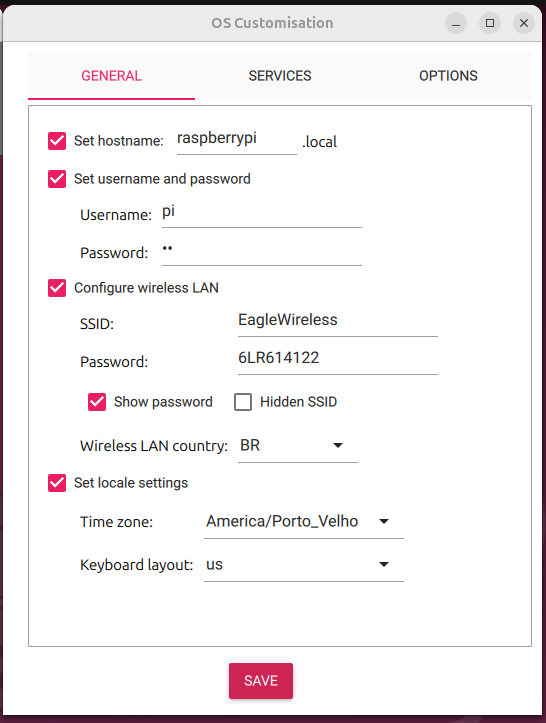 OS Customisation
GENERAL SERVICES OPTIONS
Set hostname: raspberrypi .local
Set username and password
Username: pi
Password: ••
Configure wireless LAN
SSID: EagleWireless
Password: 6LR614122
Show password Hidden SSID
Wireless LAN country: BR
Set locale settings
Time zone: America/Porto_Velho
Keyboard layout: us
SAVE